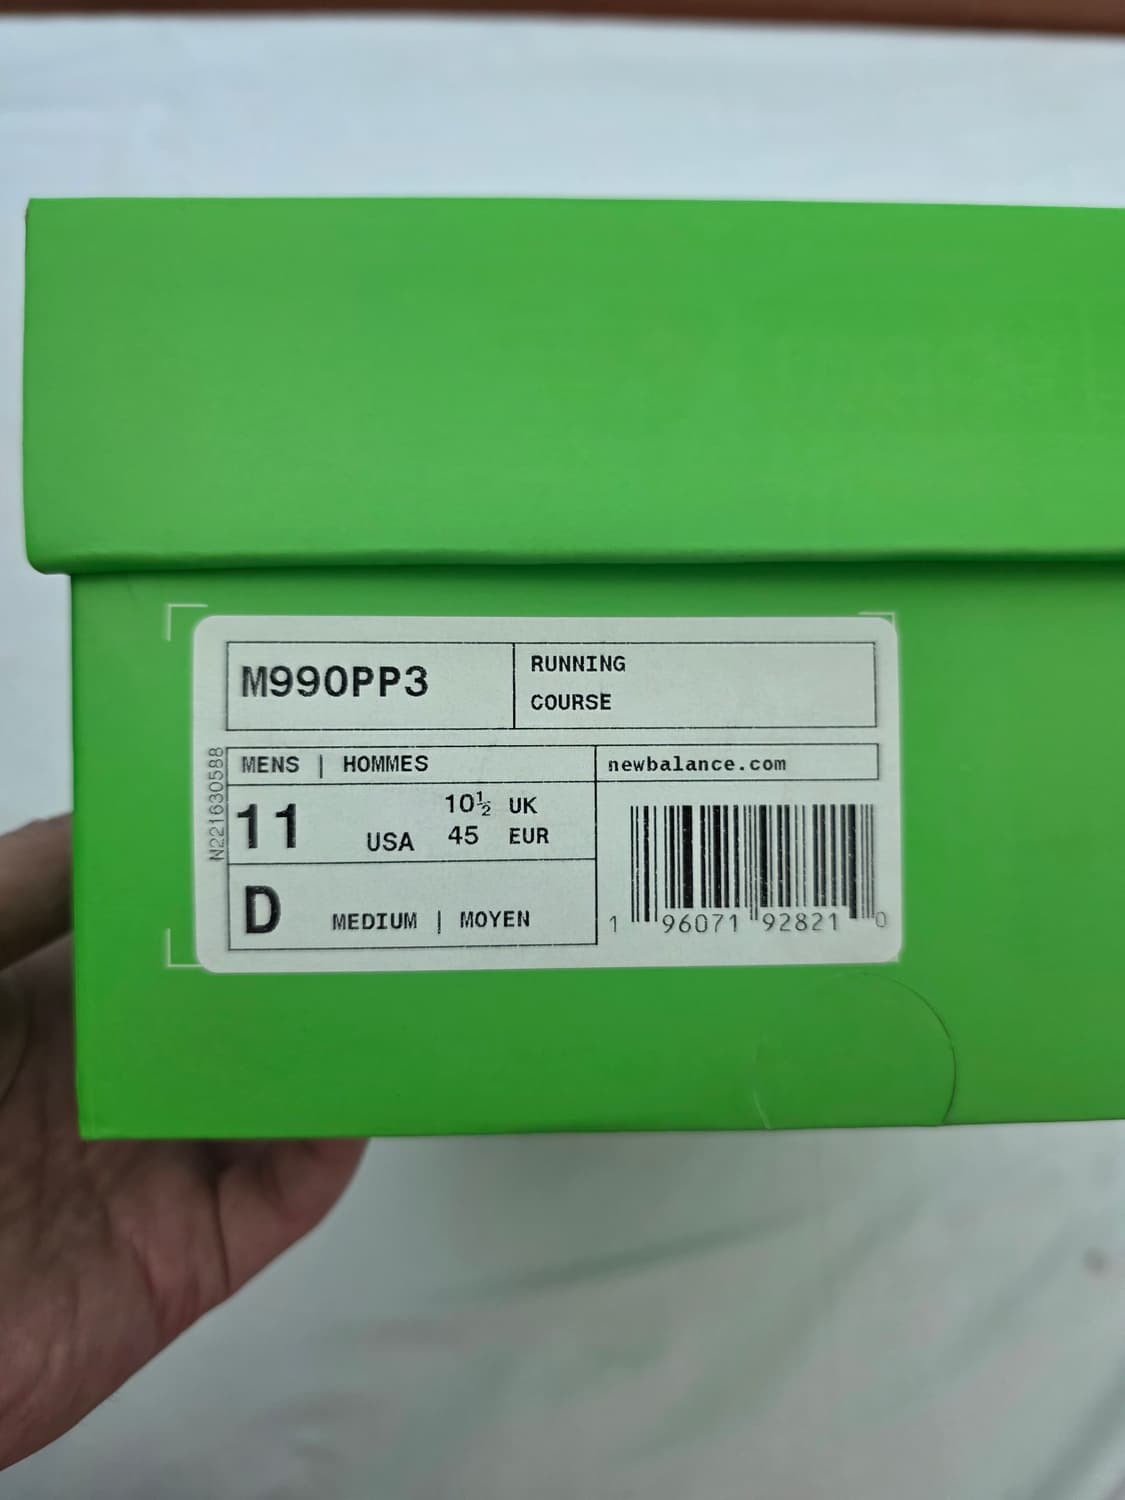 M990PP3
RUNNING
COURSE
N221630588
MENS | HOMMES
newbalance.com
11 USA
10½ UK
45 EUR
D MEDIUM | MOYEN
1 96071 92821 0